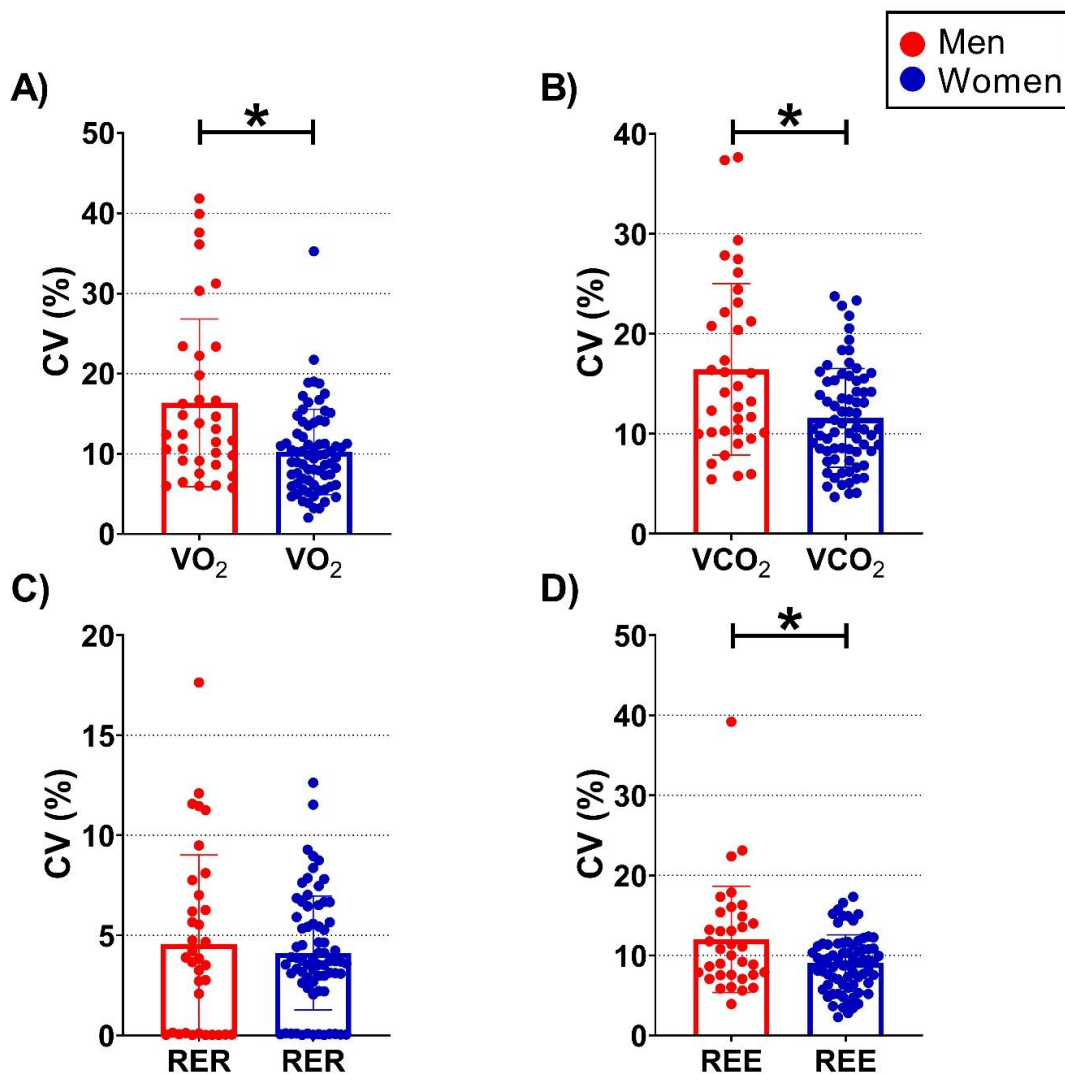 Men
Women
A)
*
50
40
30
20
10
0
CV (%)
VO₂ VO₂
B)
*
40
30
20
10
0
CV (%)
VCO₂ VCO₂
C)
20
15
10
5
0
CV (%)
RER RER
D)
*
50
40
30
20
10
0
CV (%)
REE REE